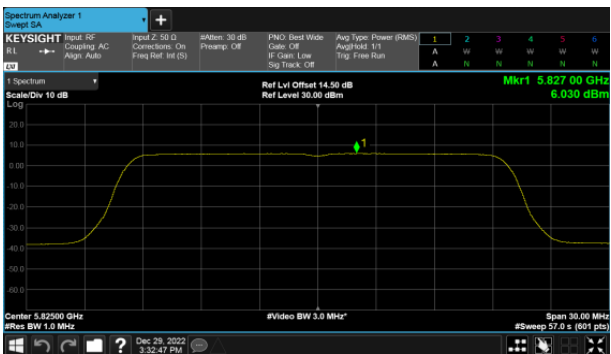 Spectrum Analyzer 1
Swept SA
+
KEYSIGHT Input: RF Input Z: 50 Ω #Atten: 30 dB PNO: Best Wide Avg Type: Power (RMS) 1 2 3 4 5 6
RL Coupling: AC Corrections: On Preamp: Off Gate: Off Avg|Hold: 1/1 A W W W W W
Align: Auto Freq Ref: Int (S) IF Gain: Low Trig: Free Run
Sig Track: Off A N N N N N
LXI
1 Spectrum Ref Lvl Offset 14.50 dB Mkr1 5.827 00 GHz
Scale/Div 10 dB Ref Level 30.00 dBm 6.030 dBm
Log
20.0
10.0
1
0.00
-10.0
-20.0
-30.0
-40.0
-50.0
-60.0
Center 5.82500 GHz #Video BW 3.0 MHz* Span 30.00 MHz
#Res BW 1.0 MHz #Sweep 57.0 s (601 pts)
? Dec 29, 2022
3:32:47 PM